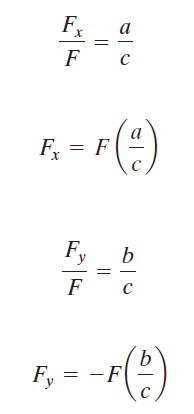 F_x/F = a/c
F_x = F(a/c)
F_y/F = b/c
F_y = -F(b/c)